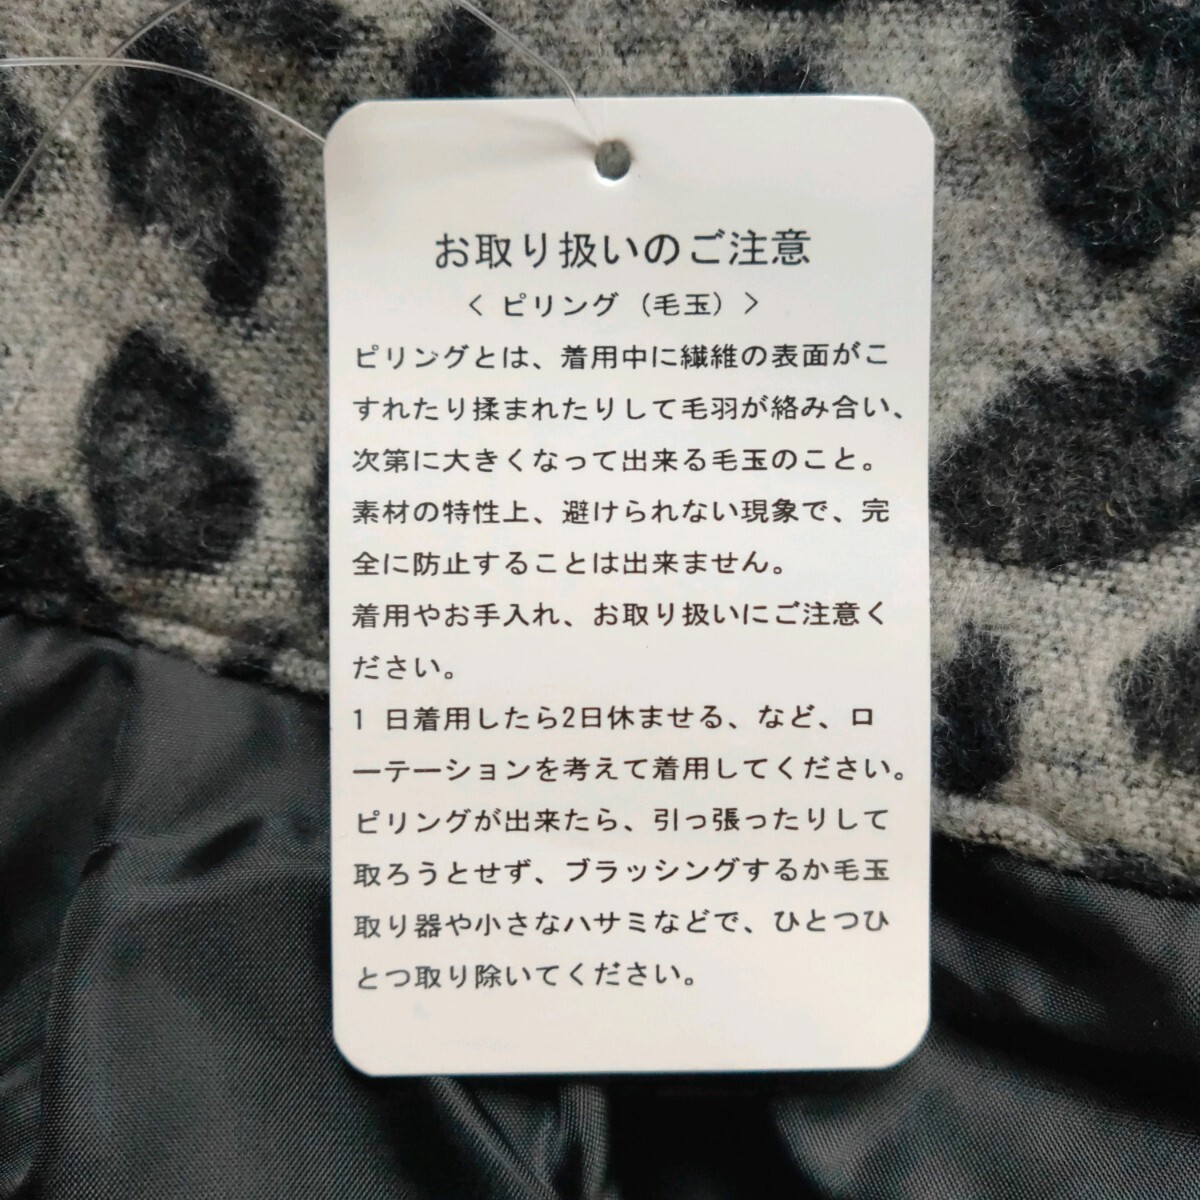 お取り扱いのご注意
< ピリング (毛玉) >
ピリングとは、着用中に繊維の表面がこ
すれたり揉まれたりして毛羽が絡み合い、
次第に大きくなって出来る毛玉のこと。
素材の特性上、避けられない現象で、完
全に防止することは出来ません。
着用やお手入れ、お取り扱いにご注意く
ださい。
1 日着用したら2日休ませる、など、ロ
ーテーションを考えて着用してください。
ピリングが出来たら、引っ張ったりして
取ろうとせず、ブラッシングするか毛玉
取り器や小さなハサミなどで、ひとつひ
とつ取り除いてください。